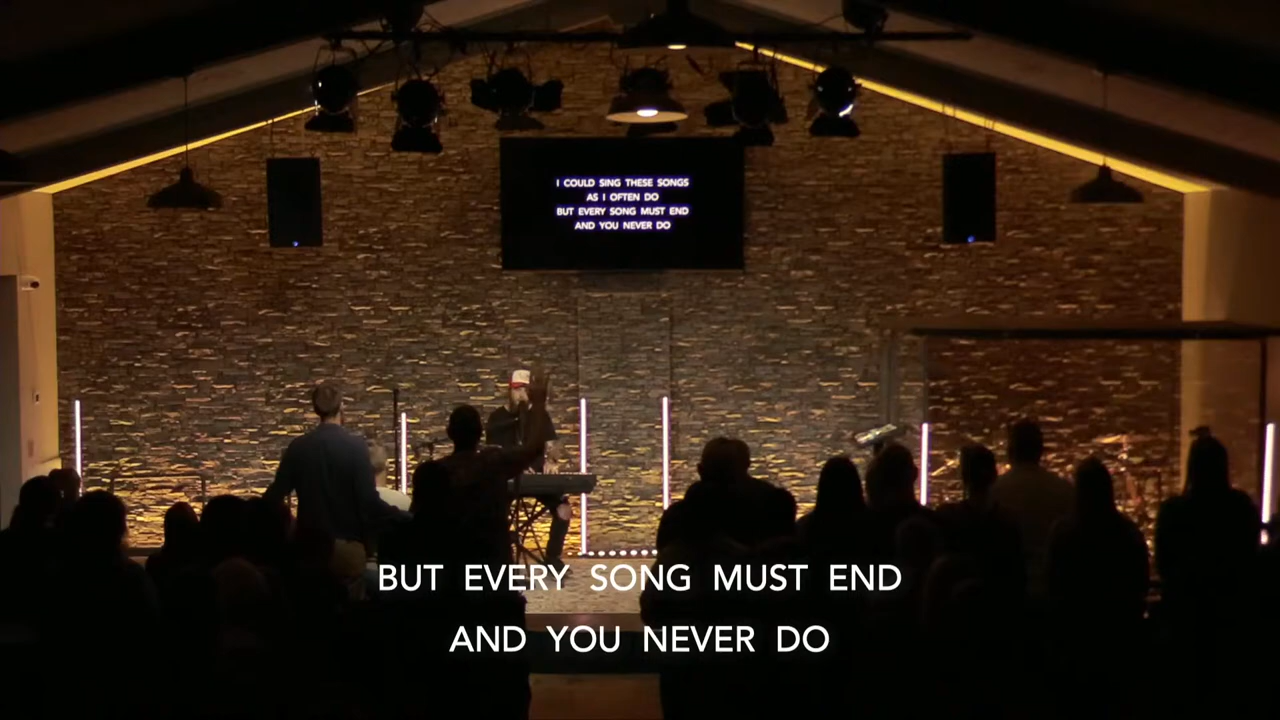 I COULD SING THESE SONGS
AS I OFTEN DO
BUT EVERY SONG MUST END
AND YOU NEVER DO
BUT EVERY SONG MUST END
AND YOU NEVER DO